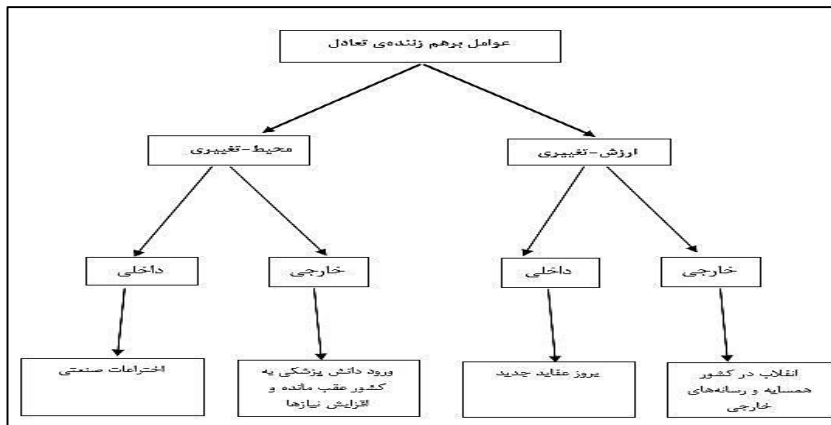 عوامل برهم زننده‌ی تعادل
ارزش-تغییری
محیط-تغییری
خارجی
داخلی
خارجی
داخلی
انقلاب در کشور
همسایه و رسانه‌های
خارجی
بروز عقاید جدید
ورود دانش پزشکی به
کشور عقب مانده و
افزایش نیازها
اختراعات صنعتی